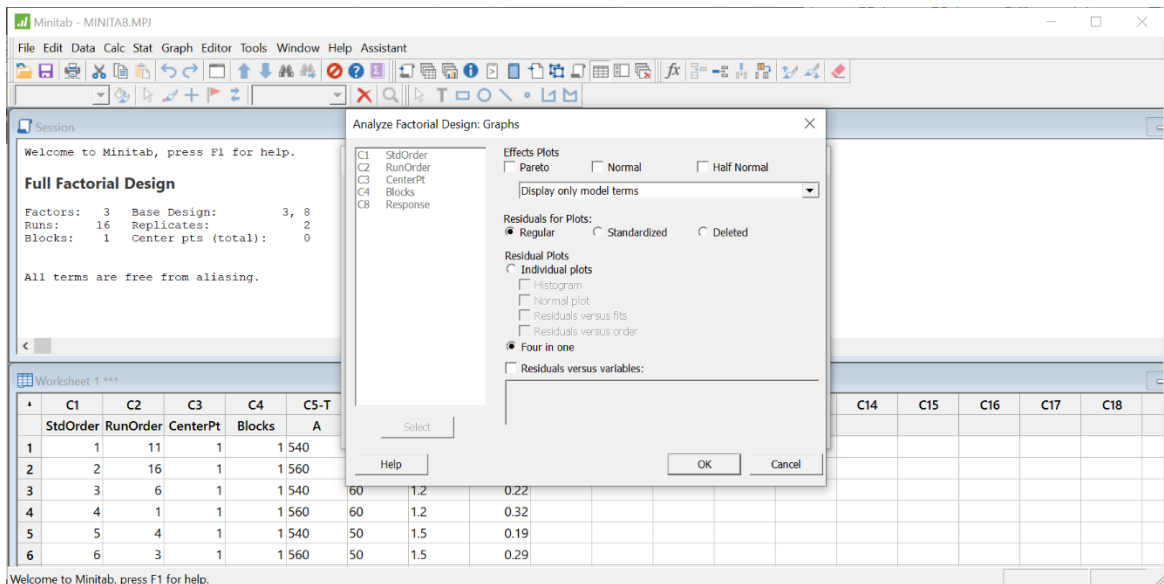 Minitab - MINITAB.MPJ
File Edit Data Calc Stat Graph Editor Tools Window Help Assistant
Session
Welcome to Minitab, press F1 for help.
Full Factorial Design
Factors: 3 Base Design: 3, 8
Runs: 16 Replicates: 2
Blocks: 1 Center pts (total): 0
All terms are free from aliasing.
Analyze Factorial Design: Graphs
C1 StdOrder
C2 RunOrder
C3 CenterPt
C4 Blocks
C8 Response
Effects Plots
Pareto Normal Half Normal
Display only model terms
Residuals for Plots:
Regular Standardized Deleted
Residual Plots
Individual plots
Histogram
Normal plot
Residuals versus fits
Residuals versus order
Four in one
Residuals versus variables:
Select
Help OK Cancel
Worksheet 1 ***
C1 C2 C3 C4 C5-T C14 C15 C16 C17 C18
StdOrder RunOrder CenterPt Blocks A
1 1 11 1 1 540
2 2 16 1 1 560
3 3 6 1 1 540 60 1.2 0.22
4 4 1 1 1 560 60 1.2 0.32
5 5 4 1 1 540 50 1.5 0.19
6 6 3 1 1 560 50 1.5 0.29
Welcome to Minitab, press F1 for help.